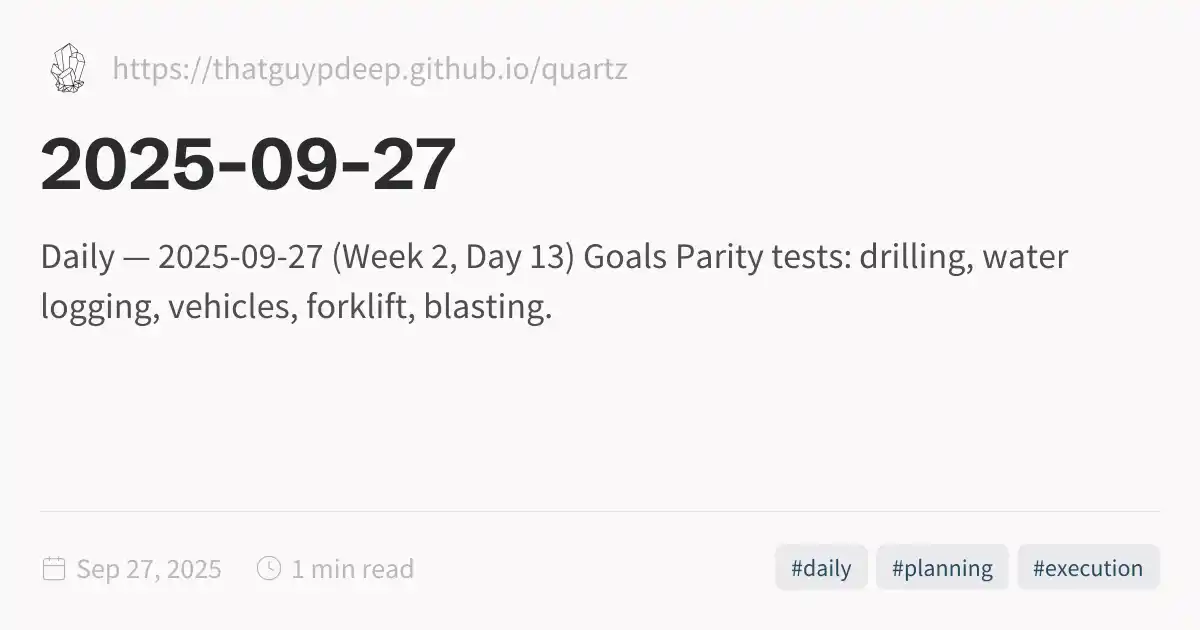 https://thatguypdeep.github.io/quartz
2025-09-27
Daily — 2025-09-27 (Week 2, Day 13) Goals Parity tests: drilling, water
logging, vehicles, forklift, blasting.
Sep 27, 2025 1 min read #daily #planning #execution